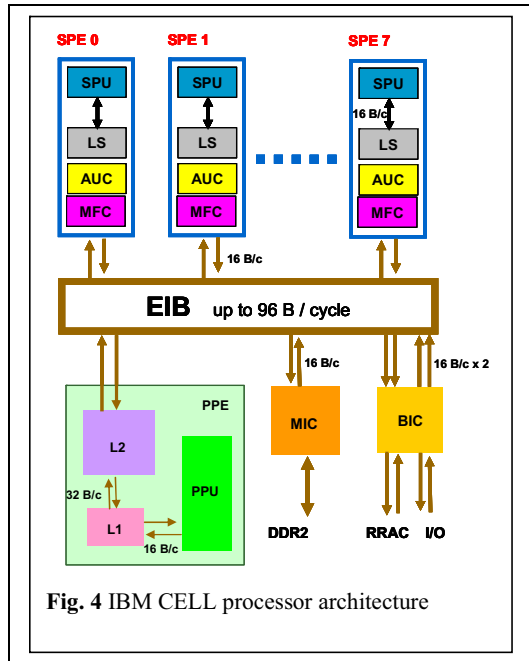 SPE 0 SPE 1 SPE 7
SPU SPU SPU
16 B/c
LS LS LS
AUC AUC AUC
MFC MFC MFC
16 B/c
EIB up to 96 B / cycle
16 B/c 16 B/c x 2
PPE
L2 MIC BIC
PPU
32 B/c
L1
16 B/c
DDR2 RRAC I/O
Fig. 4 IBM CELL processor architecture